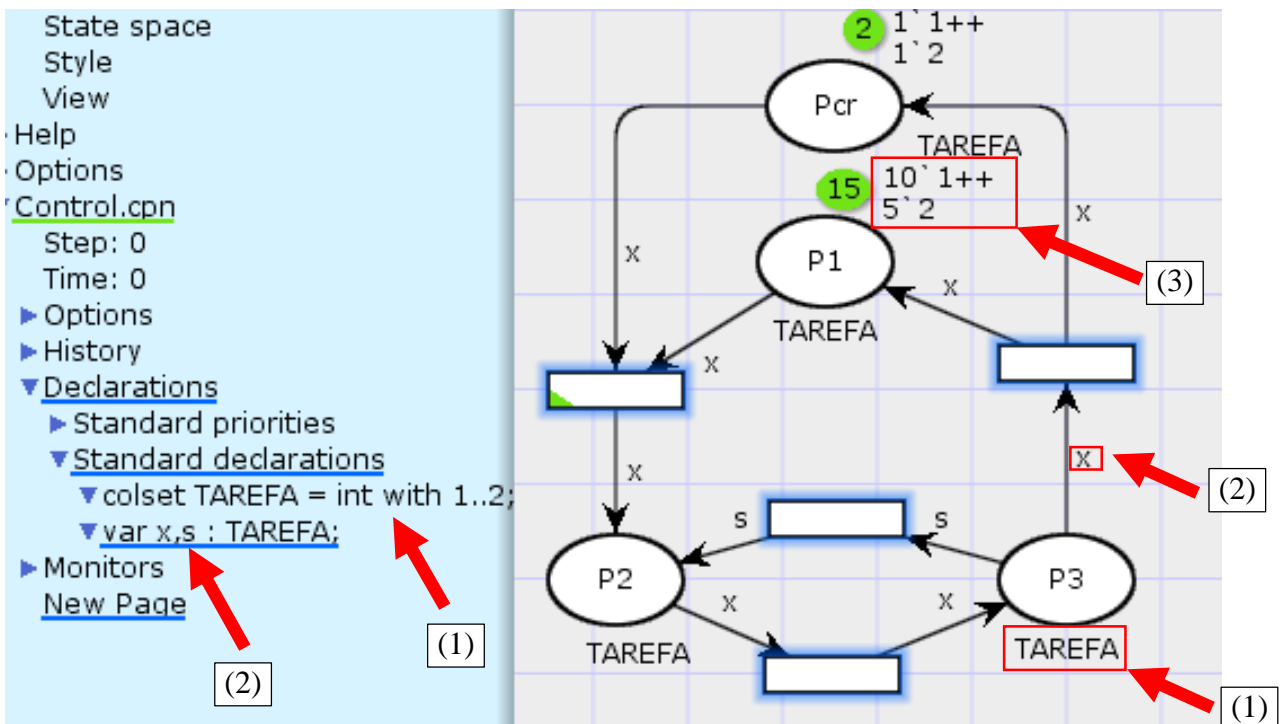 State space
Style
View
Help
Options
Control.cpn
Step: 0
Time: 0
Options
History
Declarations
Standard priorities
Standard declarations
colset TAREFA = int with 1..2;
var x,s : TAREFA;
Monitors
New Page
(1)
(2)
2
1`1++
1`2
Pcr
TAREFA
15
10`1++
5`2
(3)
P1
TAREFA
x
x
x
x
x
x
(2)
s
s
P2
TAREFA
x
x
P3
TAREFA
(1)